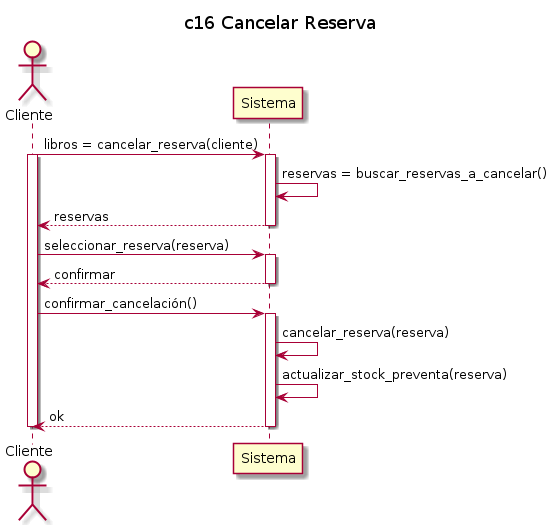 c16 Cancelar Reserva
Cliente
Sistema
libros = cancelar_reserva(cliente)
reservas = buscar_reservas_a_cancelar()
reservas
seleccionar_reserva(reserva)
confirmar
confirmar_cancelación()
cancelar_reserva(reserva)
actualizar_stock_preventa(reserva)
ok
Cliente
Sistema